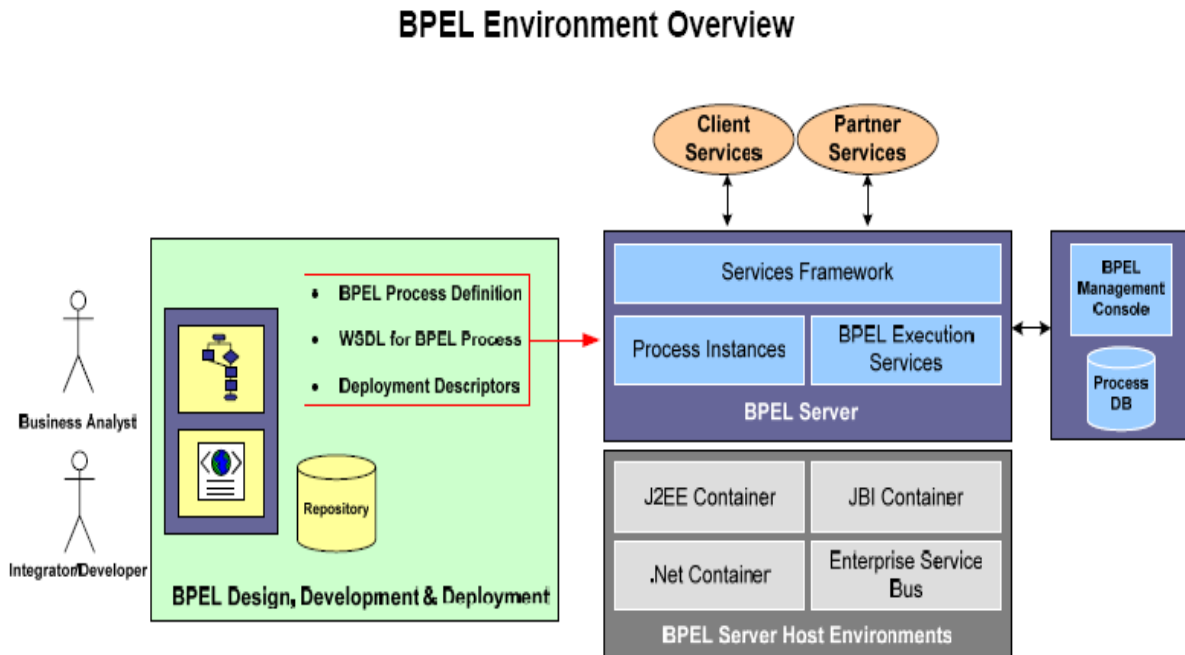 BPEL Environment Overview
Client
Services
Partner
Services
Services Framework
Process Instances
BPEL Execution
Services
BPEL Server
BPEL
Management
Console
Process
DB
• BPEL Process Definition
• WSDL for BPEL Process
• Deployment Descriptors
Business Analyst
Integrator/Developer
Repository
BPEL Design, Development & Deployment
J2EE Container
JBI Container
.Net Container
Enterprise Service
Bus
BPEL Server Host Environments